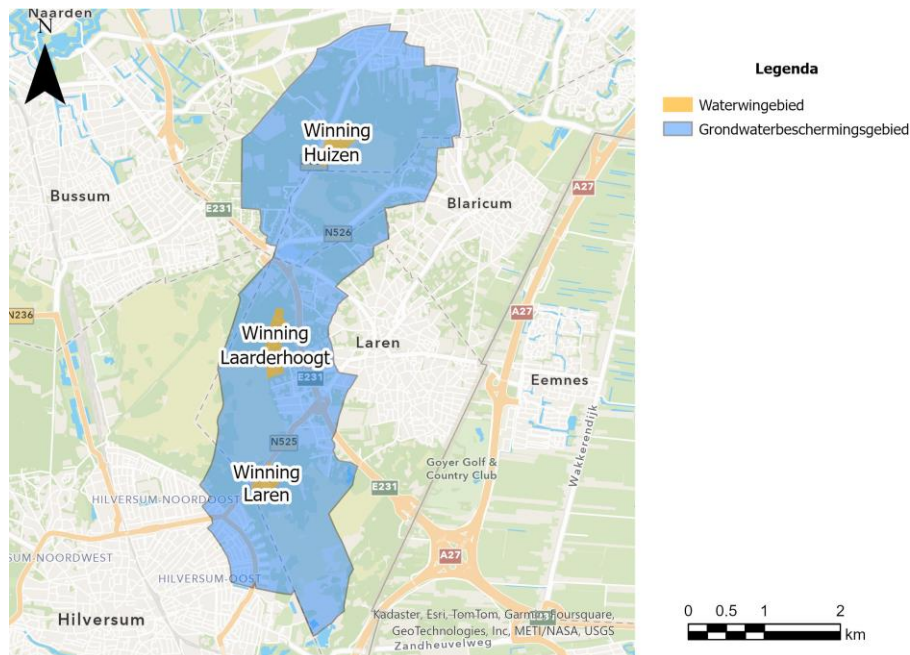 Naarden
N
Winning
Huizen
Bussum
E231
Blaricum
A27
N526
N236
A27
Winning
Laarderhoogt
Laren
E231
Eemnes
N525
Winning
Laren
Goyer Golf &
Country Club
Wakkerendijk
HILVERSUM-NOORDOOST
E231
SUM-NOORDWEST
A27
HILVERSUM-OOST
Hilversum
Kadaster, Esri, TomTom, Garmin, Foursquare,
GeoTechnologies, Inc, METI/NASA, USGS
Zandheuvelweg
Legenda
Waterwingebied
Grondwaterbeschermingsgebied
0 0.5 1 2
km